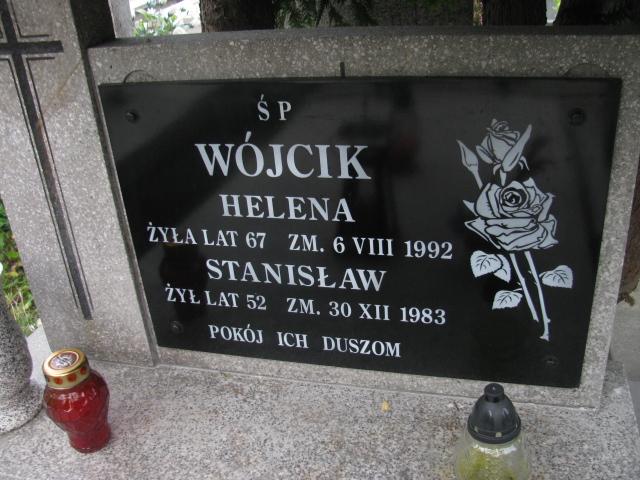 Ś P
WÓJCIK
HELENA
ŻYŁA LAT 67 ZM. 6 VIII 1992
STANISŁAW
ŻYŁ LAT 52 ZM. 30 XII 1983
POKÓJ ICH DUSZOM